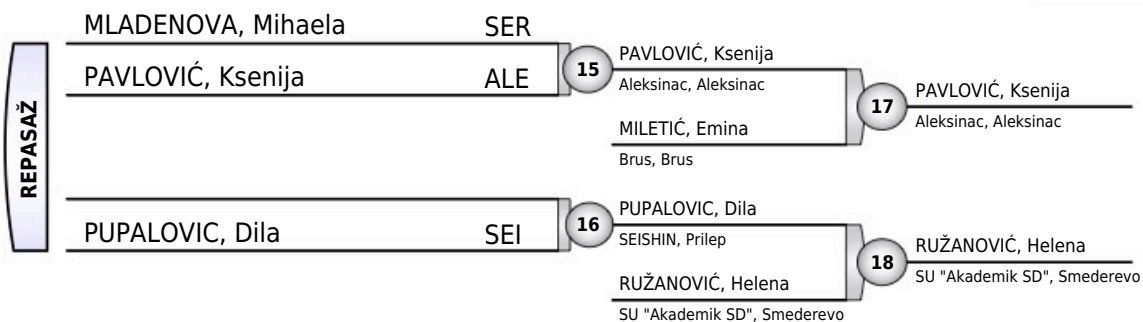 REPASAŽ
MLADENOVA, Mihaela SER
PAVLOVIĆ, Ksenija ALE
15
PAVLOVIĆ, Ksenija
Aleksinac, Aleksinac
MILETIĆ, Emina
Brus, Brus
17
PAVLOVIĆ, Ksenija
Aleksinac, Aleksinac
PUPALOVIC, Dila SEI
16
PUPALOVIC, Dila
SEISHIN, Prilep
RUŽANOVIĆ, Helena
SU "Akademik SD", Smederevo
18
RUŽANOVIĆ, Helena
SU "Akademik SD", Smederevo